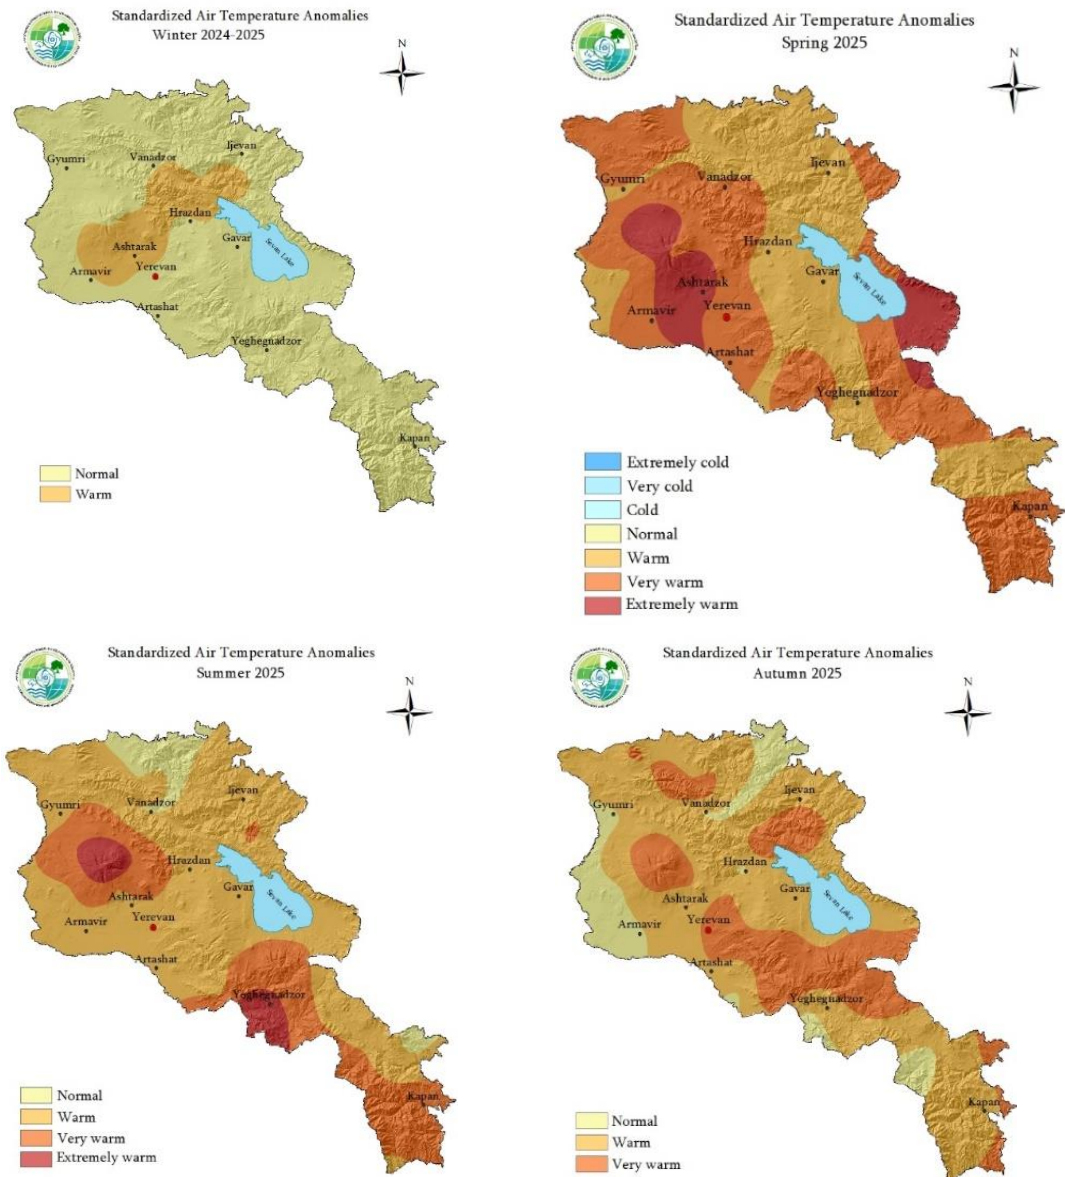 Standardized Air Temperature Anomalies
Winter 2024-2025
N
Gyumri
Vanadzor
Ijevan
Hrazdan
Gavar
Sevan Lake
Ashtarak
Armavir
Yerevan
Artashat
Yeghegnadzor
Kapan
Normal
Warm
Standardized Air Temperature Anomalies
Spring 2025
N
Ijevan
Gyumri
Vanadzor
Hrazdan
Gavar
Sevan Lake
Ashtarak
Armavir
Yerevan
Artashat
Yeghegnadzor
Kapan
Extremely cold
Very cold
Cold
Normal
Warm
Very warm
Extremely warm
Standardized Air Temperature Anomalies
Summer 2025
N
Ijevan
Gyumri
Vanadzor
Hrazdan
Gavar
Sevan Lake
Ashtarak
Armavir
Yerevan
Artashat
Yeghegnadzor
Kapan
Normal
Warm
Very warm
Extremely warm
Standardized Air Temperature Anomalies
Autumn 2025
N
Ijevan
Gyumri
Vanadzor
Hrazdan
Gavar
Sevan Lake
Ashtarak
Armavir
Yerevan
Artashat
Yeghegnadzor
Kapan
Normal
Warm
Very warm